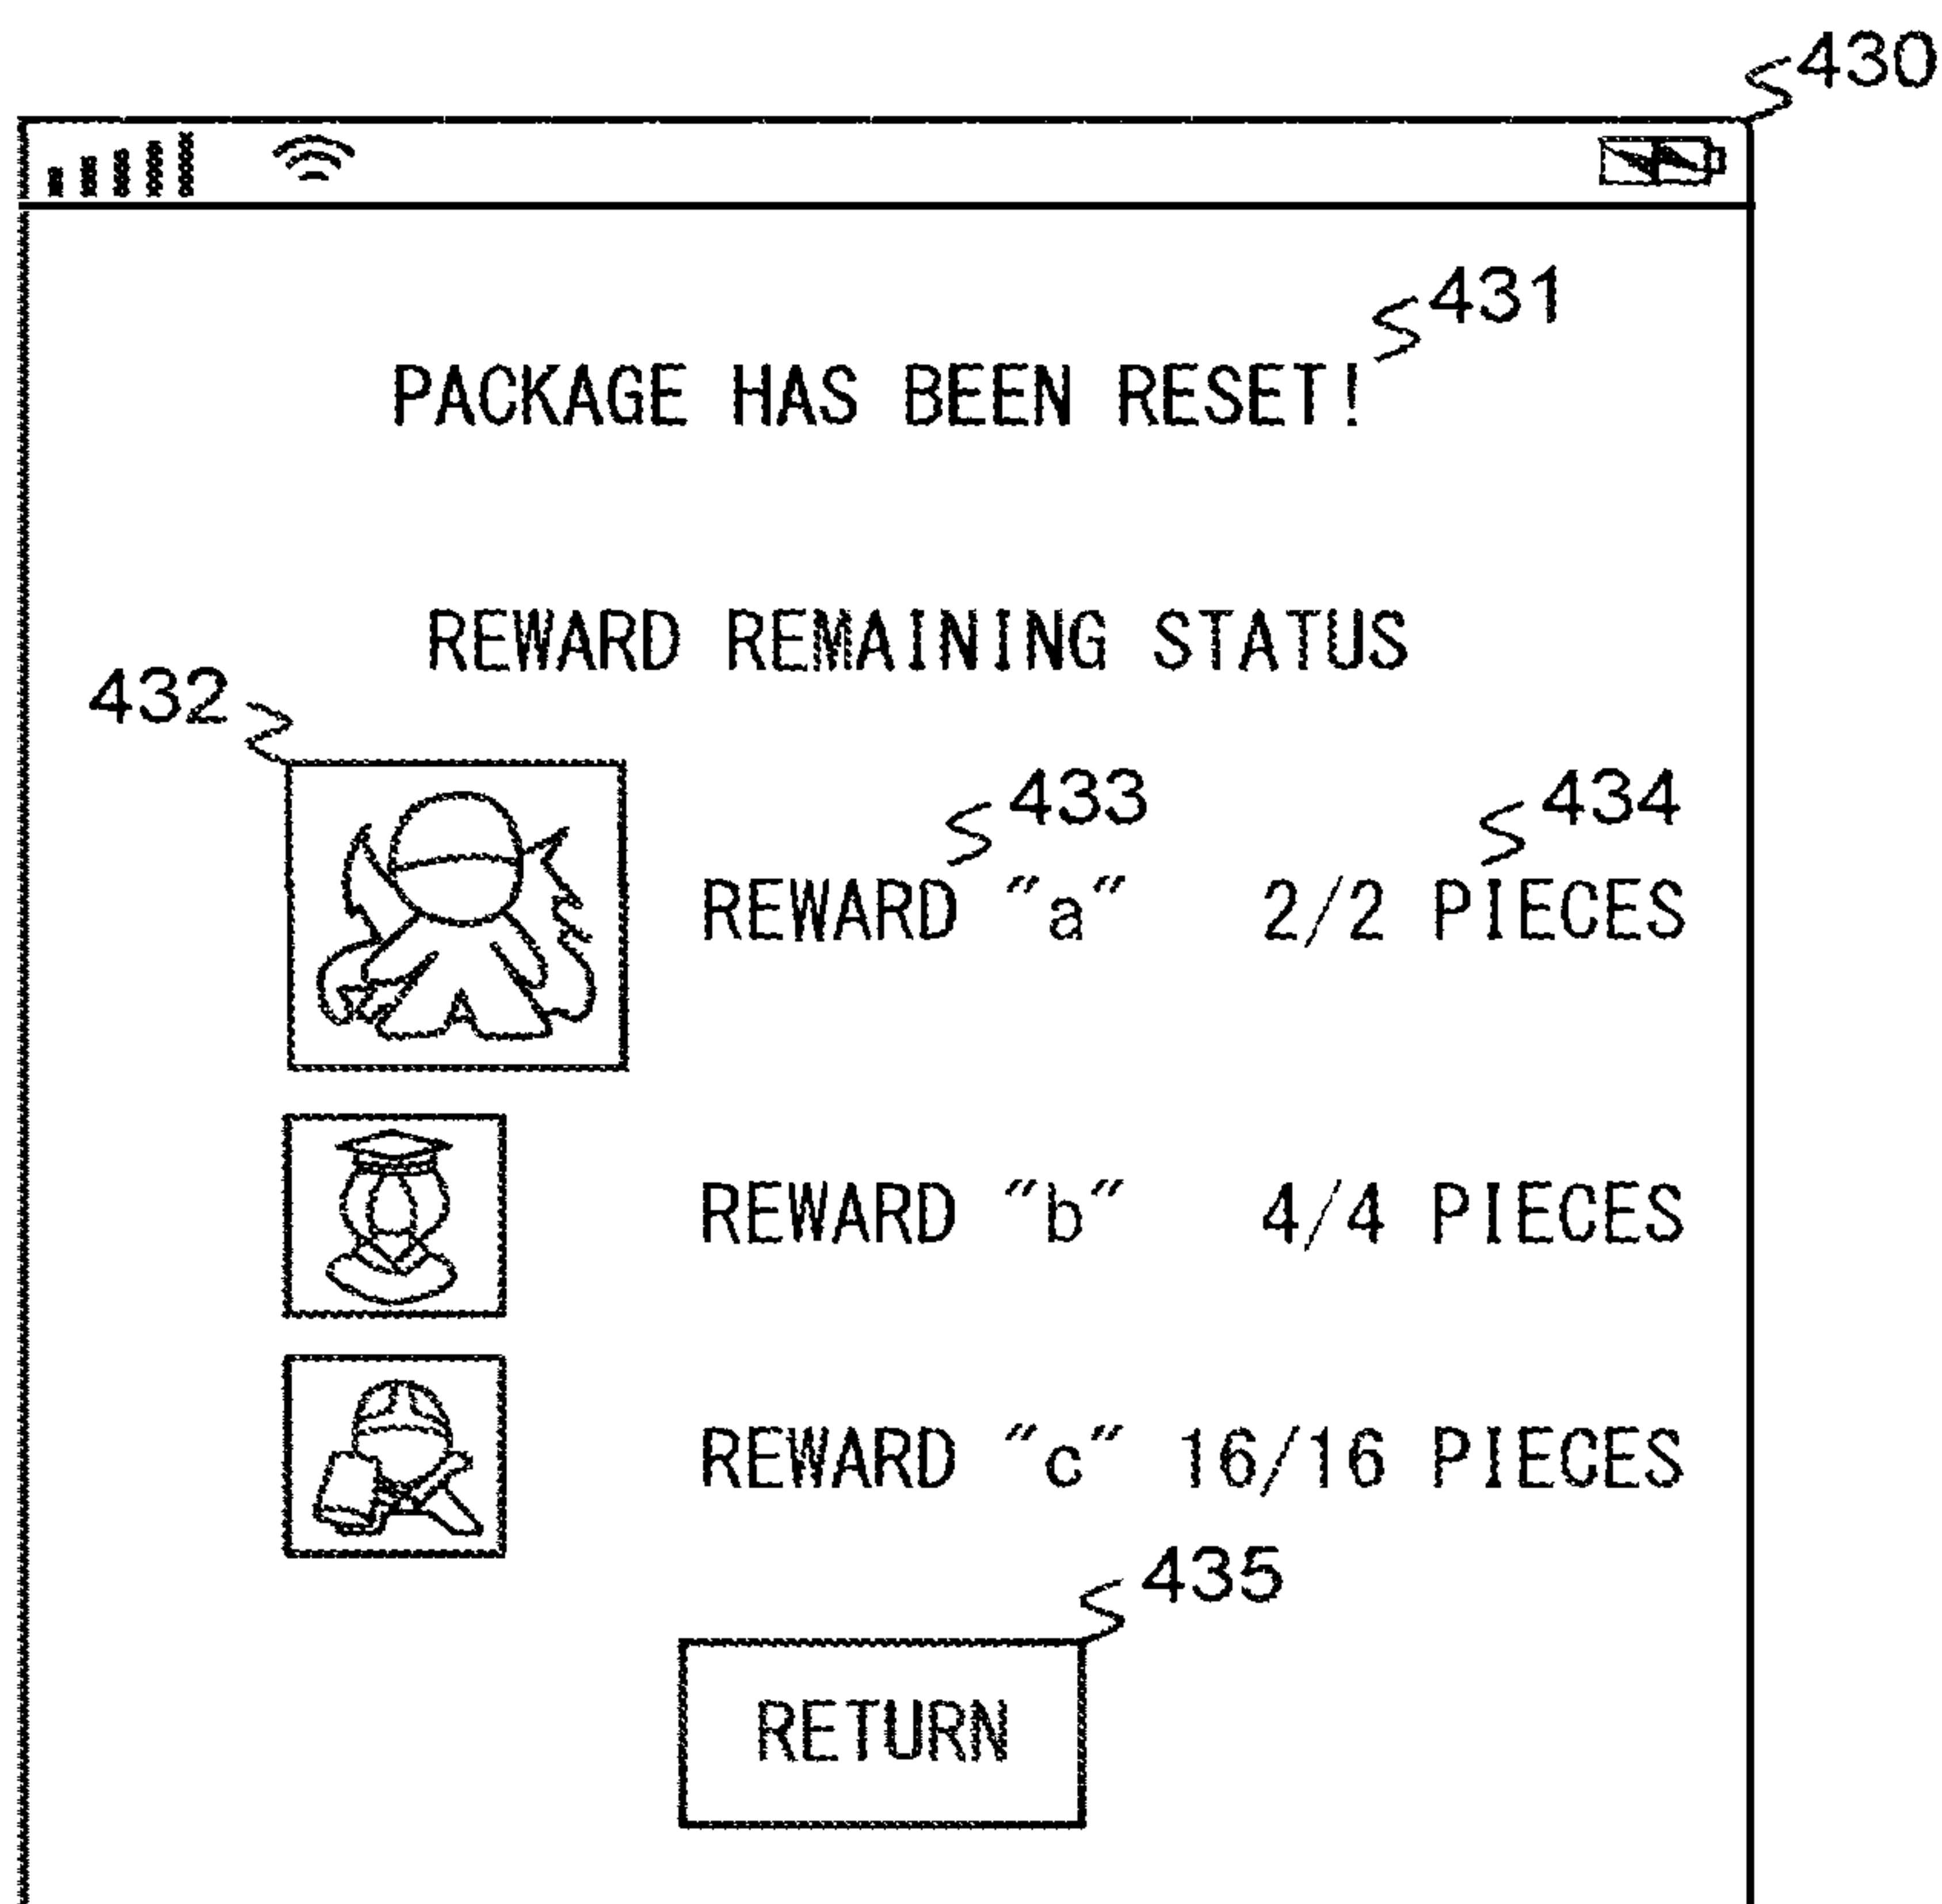 430
431
PACKAGE HAS BEEN RESET!
REWARD REMAINING STATUS
432
433 434
REWARD "a" 2/2 PIECES
REWARD "b" 4/4 PIECES
REWARD "c" 16/16 PIECES
435
RETURN